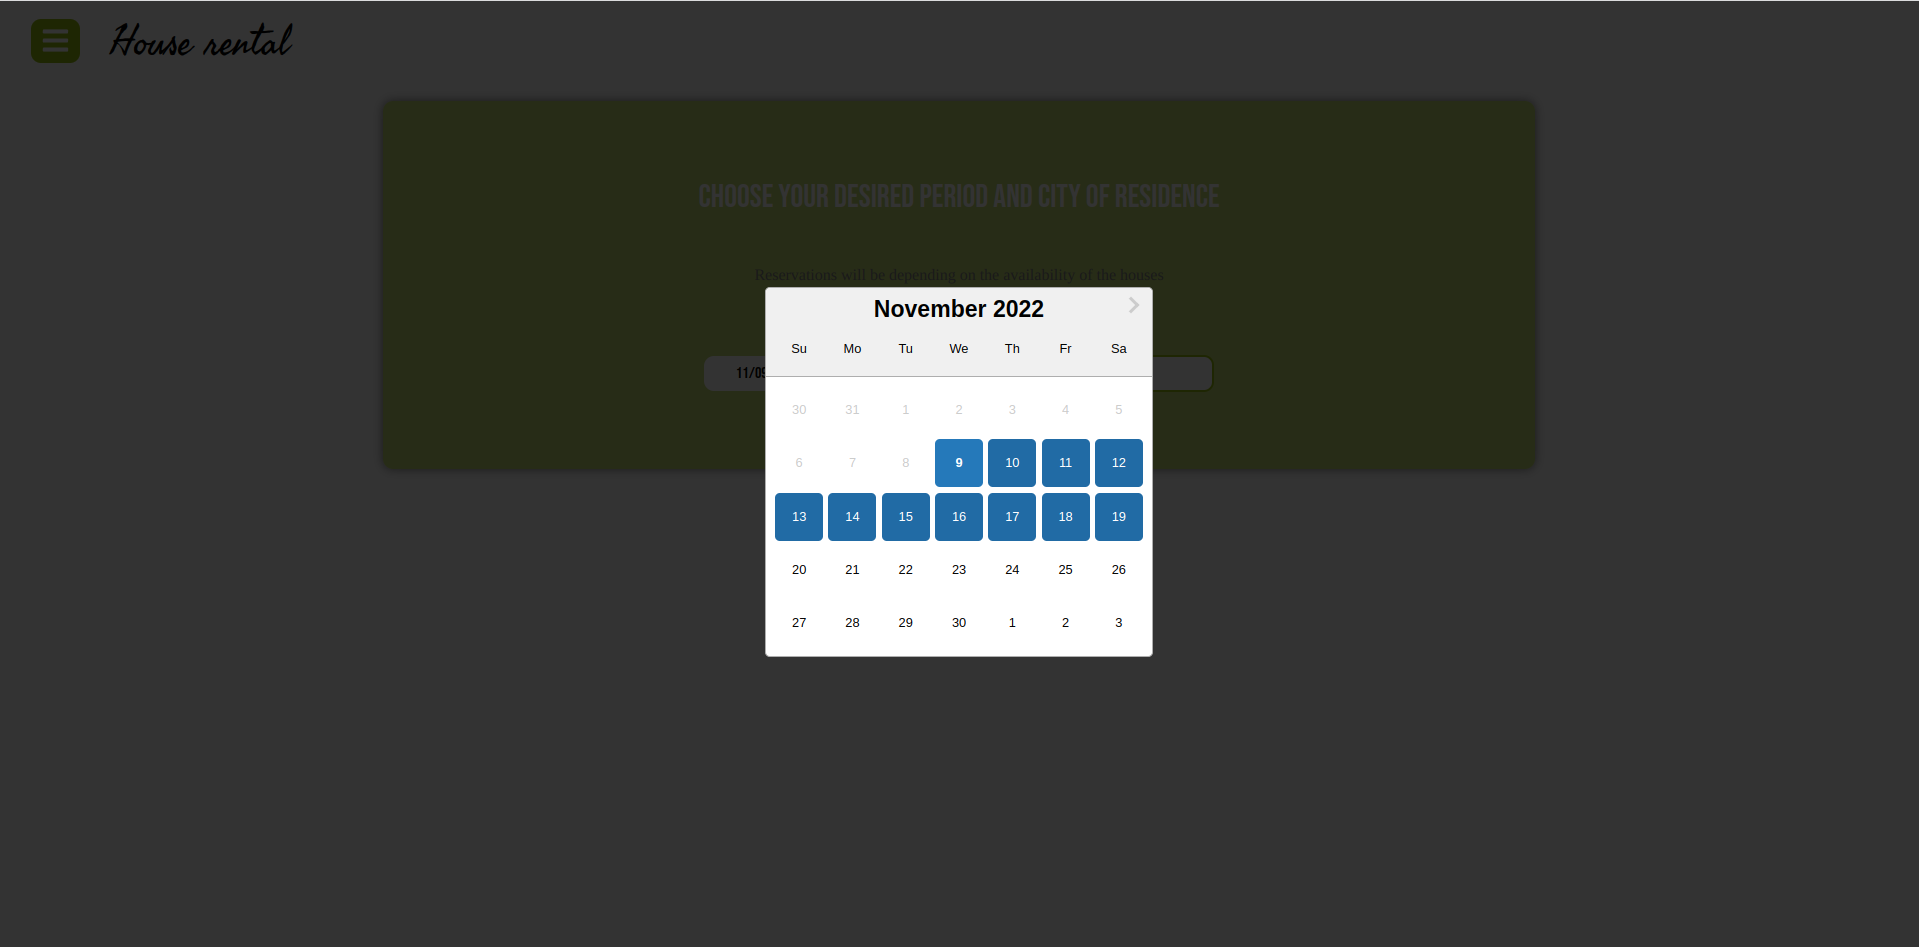 House rental
CHOOSE YOUR DESIRED PERIOD AND CITY OF RESIDENCE
Reservations will be depending on the availability of the houses
November 2022
Su Mo Tu We Th Fr Sa
11/09
30 31 1 2 3 4 5
6 7 8 9 10 11 12
13 14 15 16 17 18 19
20 21 22 23 24 25 26
27 28 29 30 1 2 3